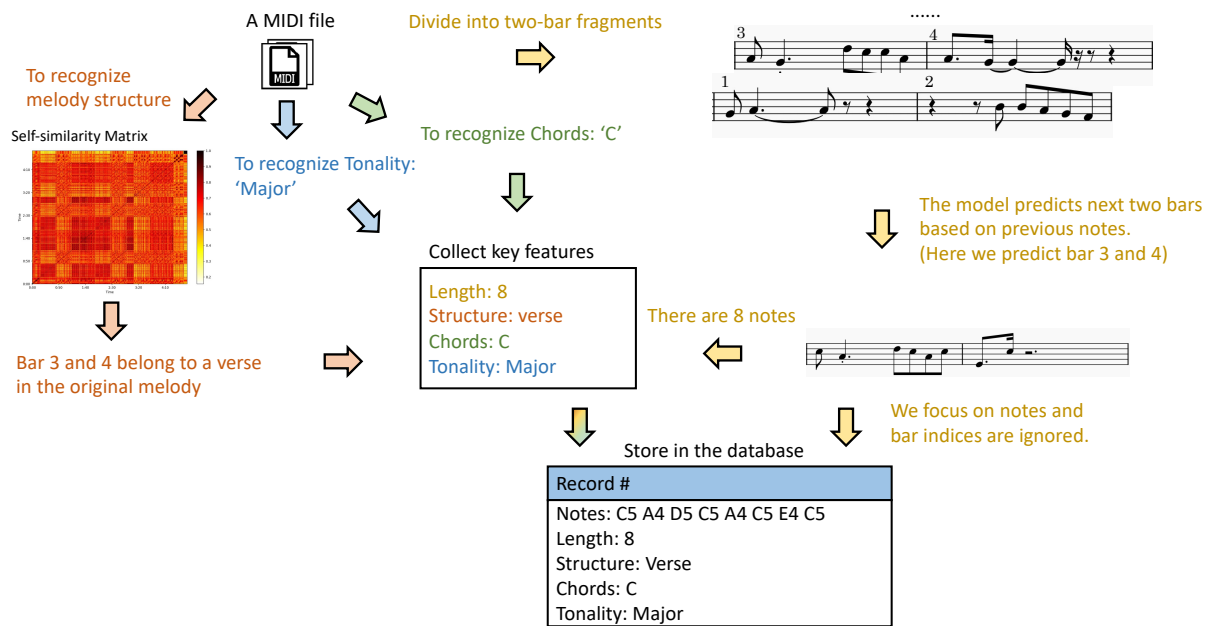 A MIDI file
MIDI
Divide into two-bar fragments
......
3
4
1
2
To recognize
melody structure
Self-similarity Matrix
To recognize Tonality:
‘Major’
To recognize Chords: ‘C’
The model predicts next two bars
based on previous notes.
(Here we predict bar 3 and 4)
Collect key features
Length: 8
Structure: verse
Chords: C
Tonality: Major
There are 8 notes
Bar 3 and 4 belong to a verse
in the original melody
We focus on notes and
bar indices are ignored.
Store in the database
Record #
Notes: C5 A4 D5 C5 A4 C5 E4 C5
Length: 8
Structure: Verse
Chords: C
Tonality: Major